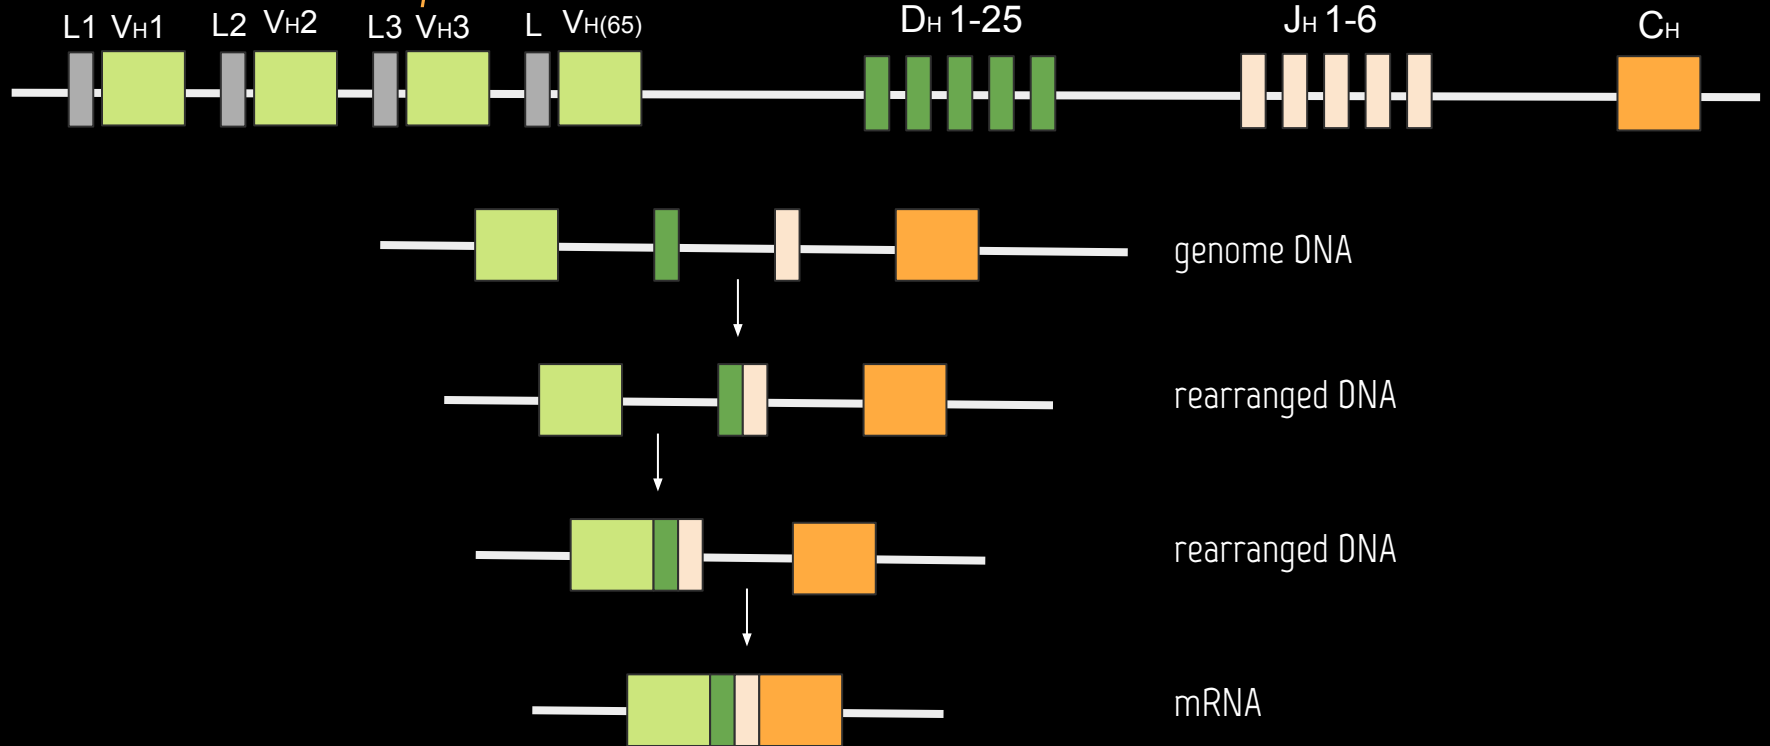 L1 VH1 L2 VH2 L3 VH3 L VH(65) DH 1-25 JH 1-6 CH
genome DNA
rearranged DNA
rearranged DNA
mRNA